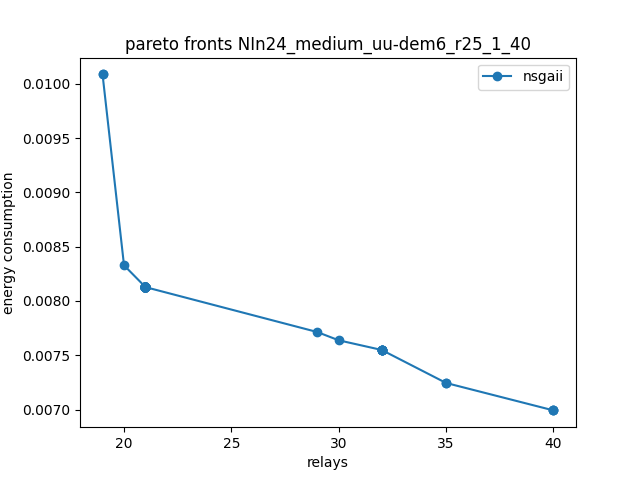 pareto fronts NIn24_medium_uu-dem6_r25_1_40
nsgaii
0.0100
0.0095
0.0090
0.0085
0.0080
0.0075
0.0070
energy consumption
20 25 30 35 40
relays